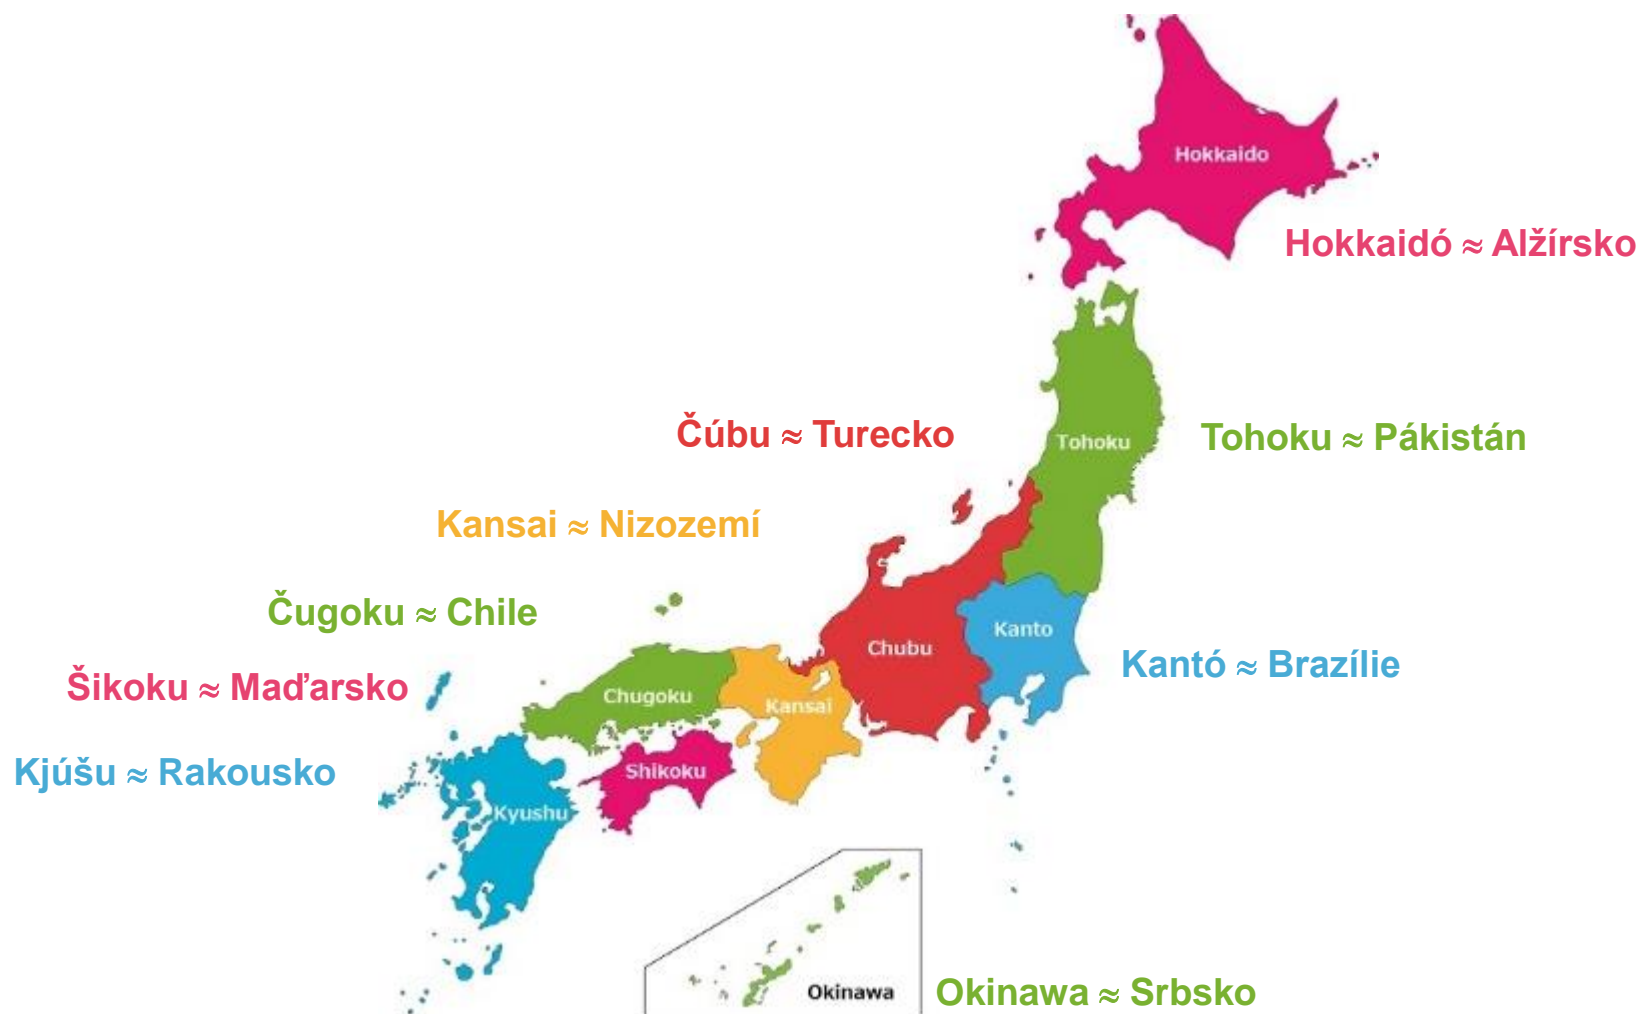 Hokkaido
Hokkaidó ≈ Alžírsko
Čúbu ≈ Turecko
Tohoku
Tohoku ≈ Pákistán
Kansai ≈ Nizozemí
Čugoku ≈ Chile
Kanto
Chubu
Kantó ≈ Brazílie
Šikoku ≈ Maďarsko
Chugoku
Kansai
Kjúšu ≈ Rakousko
Shikoku
Kyushu
Okinawa
Okinawa ≈ Srbsko